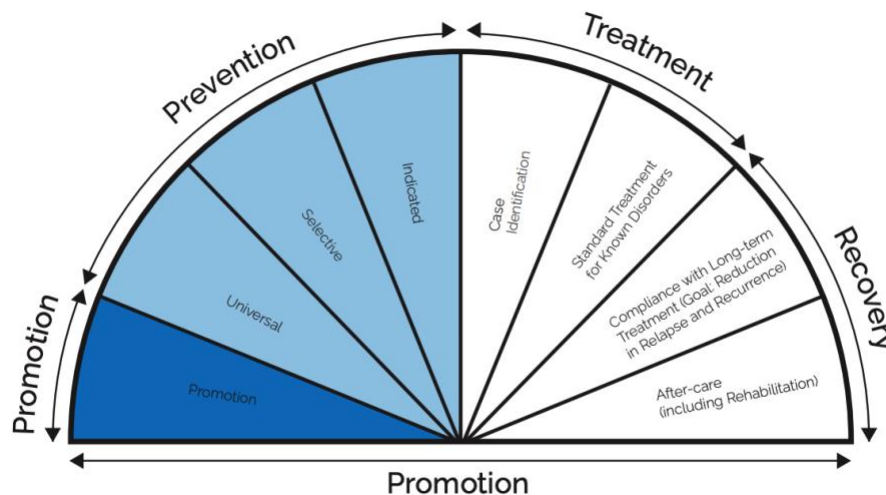 Prevention
Treatment
Promotion
Recovery
Promotion
Universal
Selective
Indicated
Case
Identification
Standard Treatment
for Known Disorders
Compliance with Long-term
Treatment (Goal: Reduction
in Relapse and Recurrence)
After-care
(including Rehabilitation)
Promotion